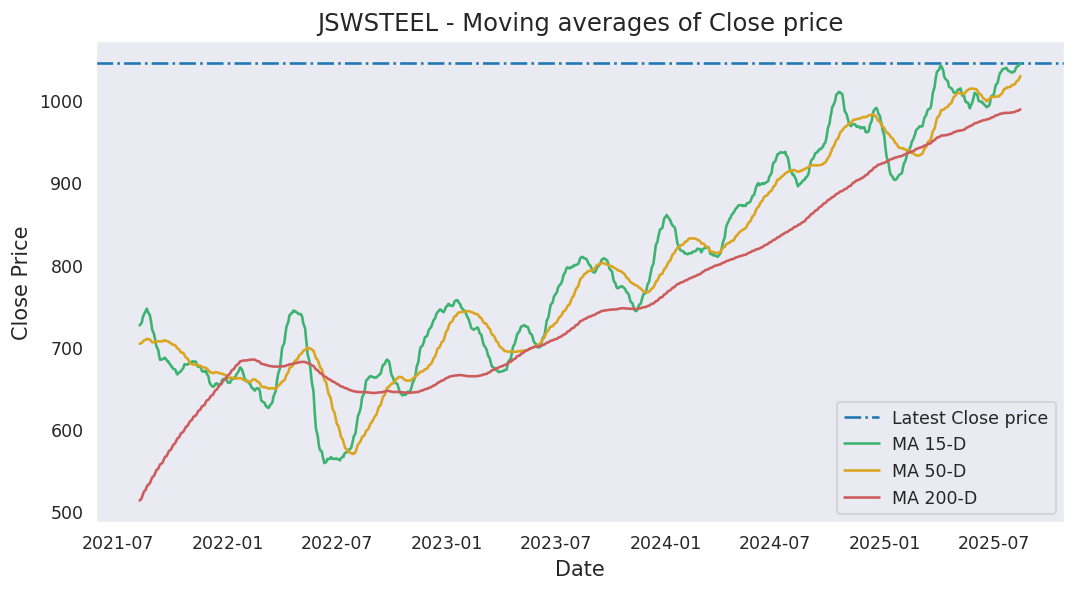 JSWSTEEL - Moving averages of Close price
Close Price
1000
900
800
700
600
500
2021-07 2022-01 2022-07 2023-01 2023-07 2024-01 2024-07 2025-01 2025-07
Date
Latest Close price
MA 15-D
MA 50-D
MA 200-D